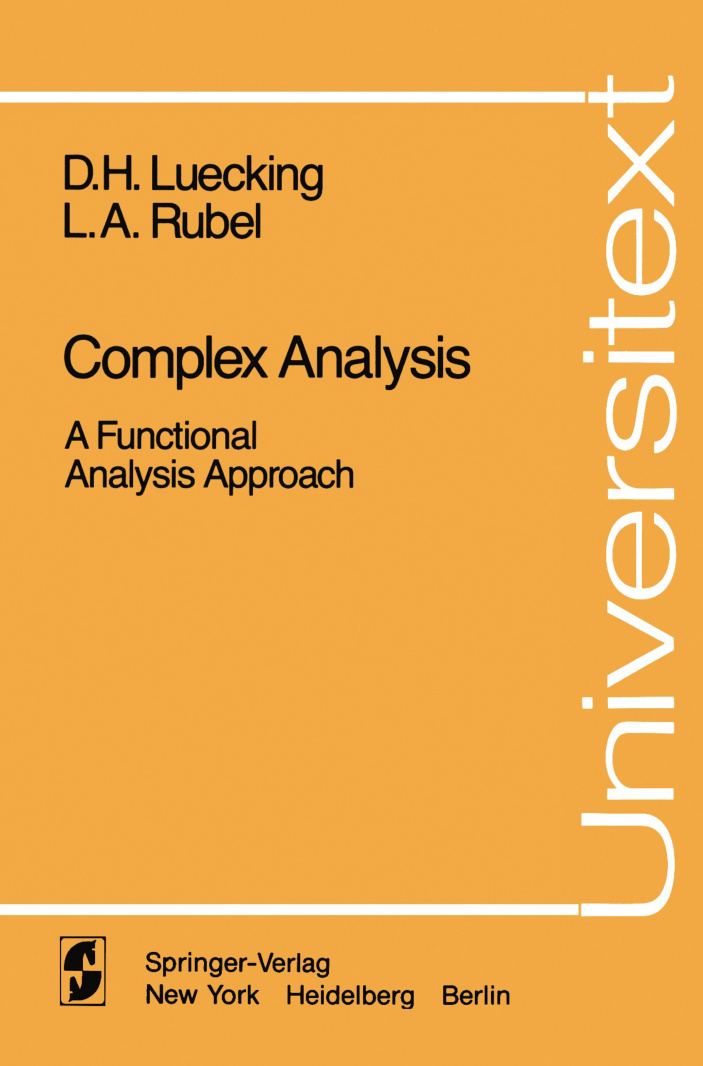 D.H. Luecking
L.A. Rubel
Complex Analysis
A Functional
Analysis Approach
Universitext
Springer-Verlag
New York Heidelberg Berlin